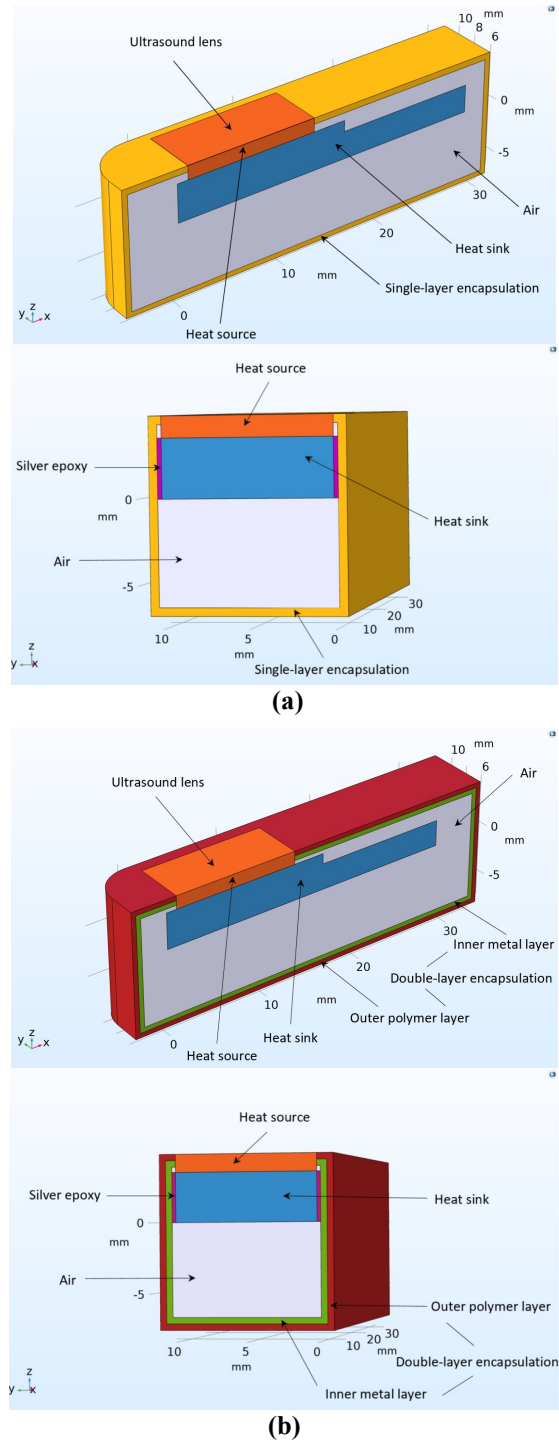 Ultrasound lens
10 mm
8
6
0
mm
-5
Air
30
20
Heat sink
10 mm
Single-layer encapsulation
0
Heat source
z
y x
Heat source
Silver epoxy
0
mm
Heat sink
Air
-5
30
20
10 5 0 10 mm
mm
Single-layer encapsulation
z
y x
(a)
Ultrasound lens
10 mm
6
Air
0
mm
-5
Inner metal layer
30
Double-layer encapsulation
20
mm Outer polymer layer
10
Heat sink
0
Heat source
z
y x
Heat source
Silver epoxy
Heat sink
0
mm
Air
-5
Outer polymer layer
30
20
10 5 0 10 mm
mm
Double-layer encapsulation
Inner metal layer
z
y x
(b)